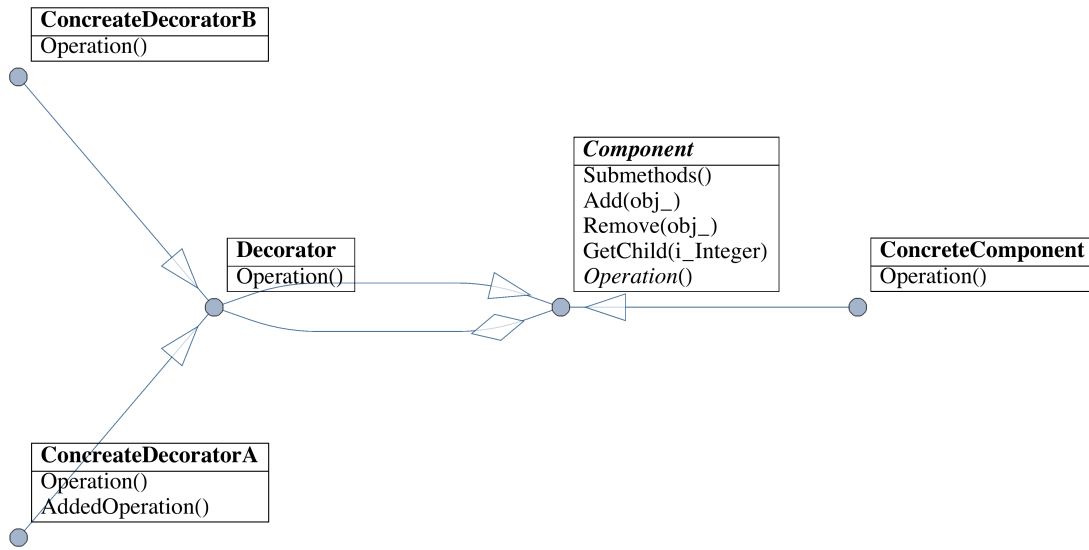 ConcreateDecoratorB
Operation()
Component
Submethods()
Add(obj_)
Remove(obj_)
GetChild(i_Integer)
Operation()
Decorator
Operation()
ConcreteComponent
Operation()
ConcreateDecoratorA
Operation()
AddedOperation()